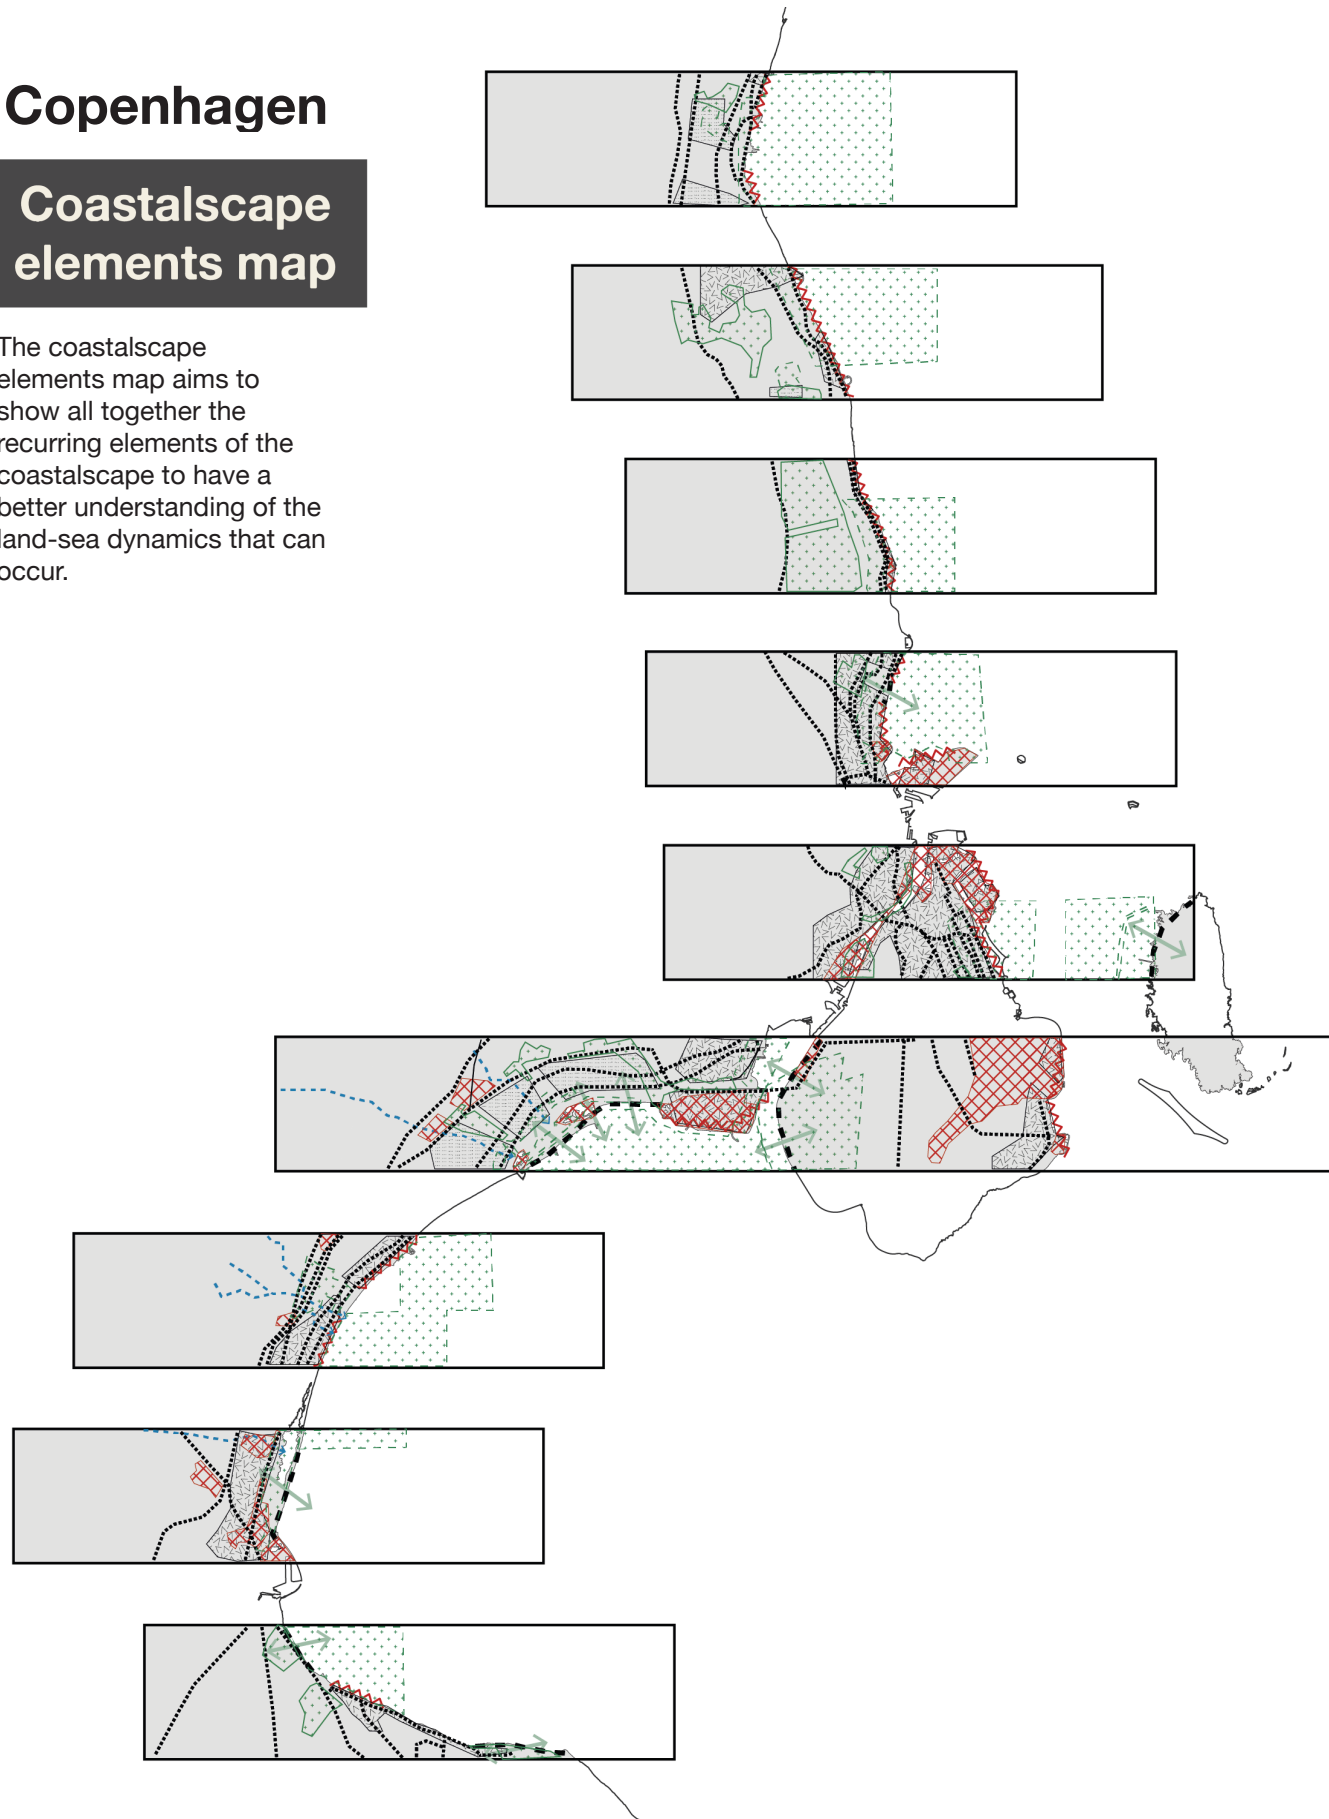 Copenhagen
Coastalscape
elements map
The coastalscape
elements map aims to
show all together the
recurring elements of the
coastalscape to have a
better understanding of the
land-sea dynamics that can
occur.